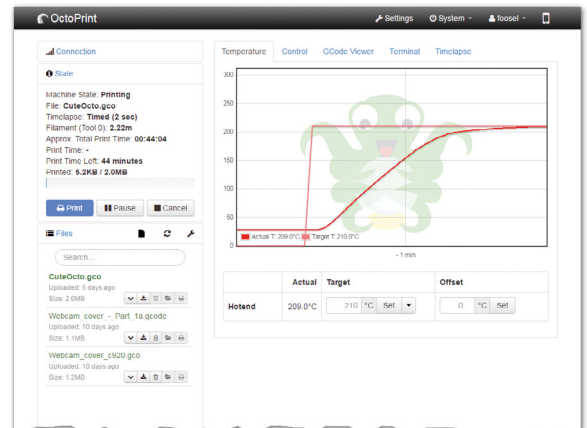 OctoPrint
Settings System foosel
Connection
State
Machine State: Printing
File: CuteOcto.gco
Timelapse: Timed (2 sec)
Filament (Tool 0): 2.22m
Approx. Total Print Time: 00:44:04
Print Time: -
Print Time Left: 44 minutes
Printed: 5.2KB / 2.0MB
Print Pause Cancel
Files
Search...
CuteOcto.gco
Uploaded: 5 days ago
Size: 2.0MB
Webcam_cover_-_Part_1a.gcode
Uploaded: 10 days ago
Size: 1.1MB
Webcam_cover_c920.gco
Uploaded: 10 days ago
Size: 1.2MB
Temperature Control GCode Viewer Terminal Timelapse
300
250
200
150
100
50
0
Actual T: 209.0°C Target T: 210.0°C
- 1 min
Actual Target Offset
Hotend 209.0°C 210 °C Set 0 °C Set